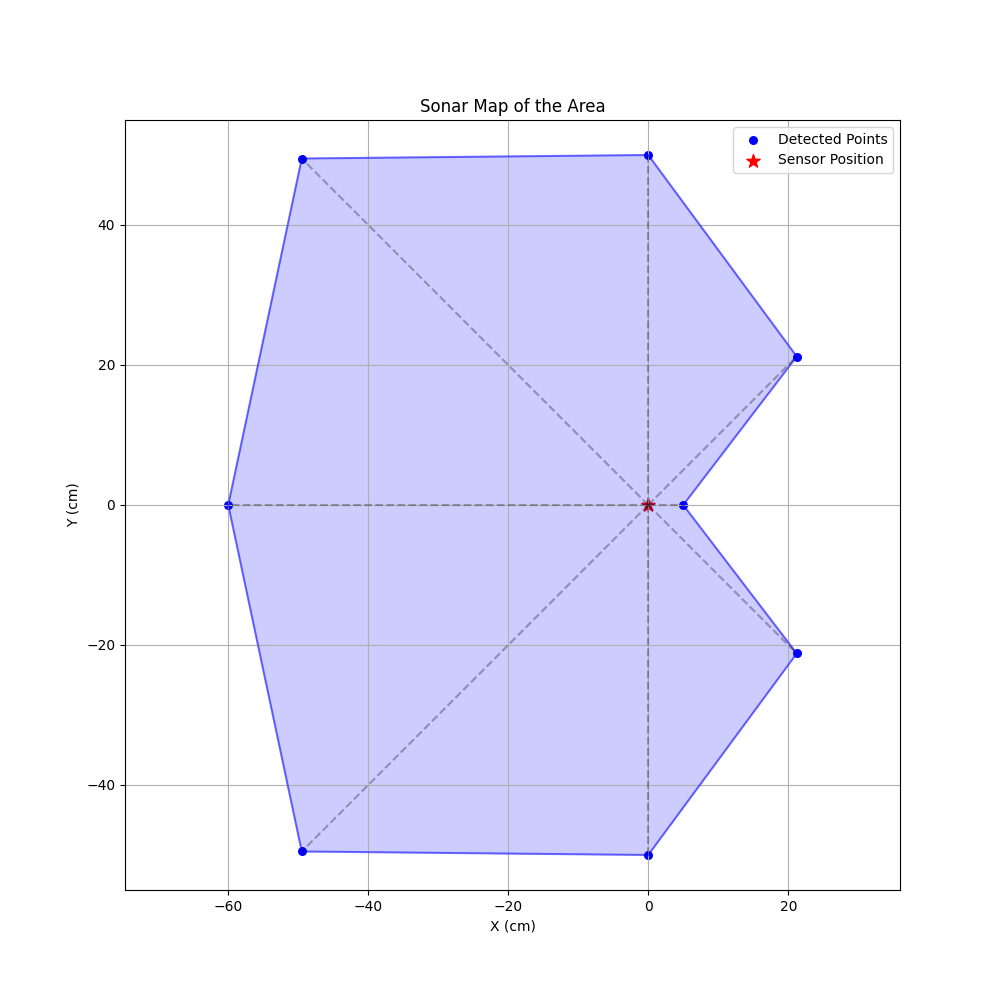 Sonar Map of the Area
Detected Points
Sensor Position
40
20
0
−20
−40
Y (cm)
−60
−40
−20
0
20
X (cm)